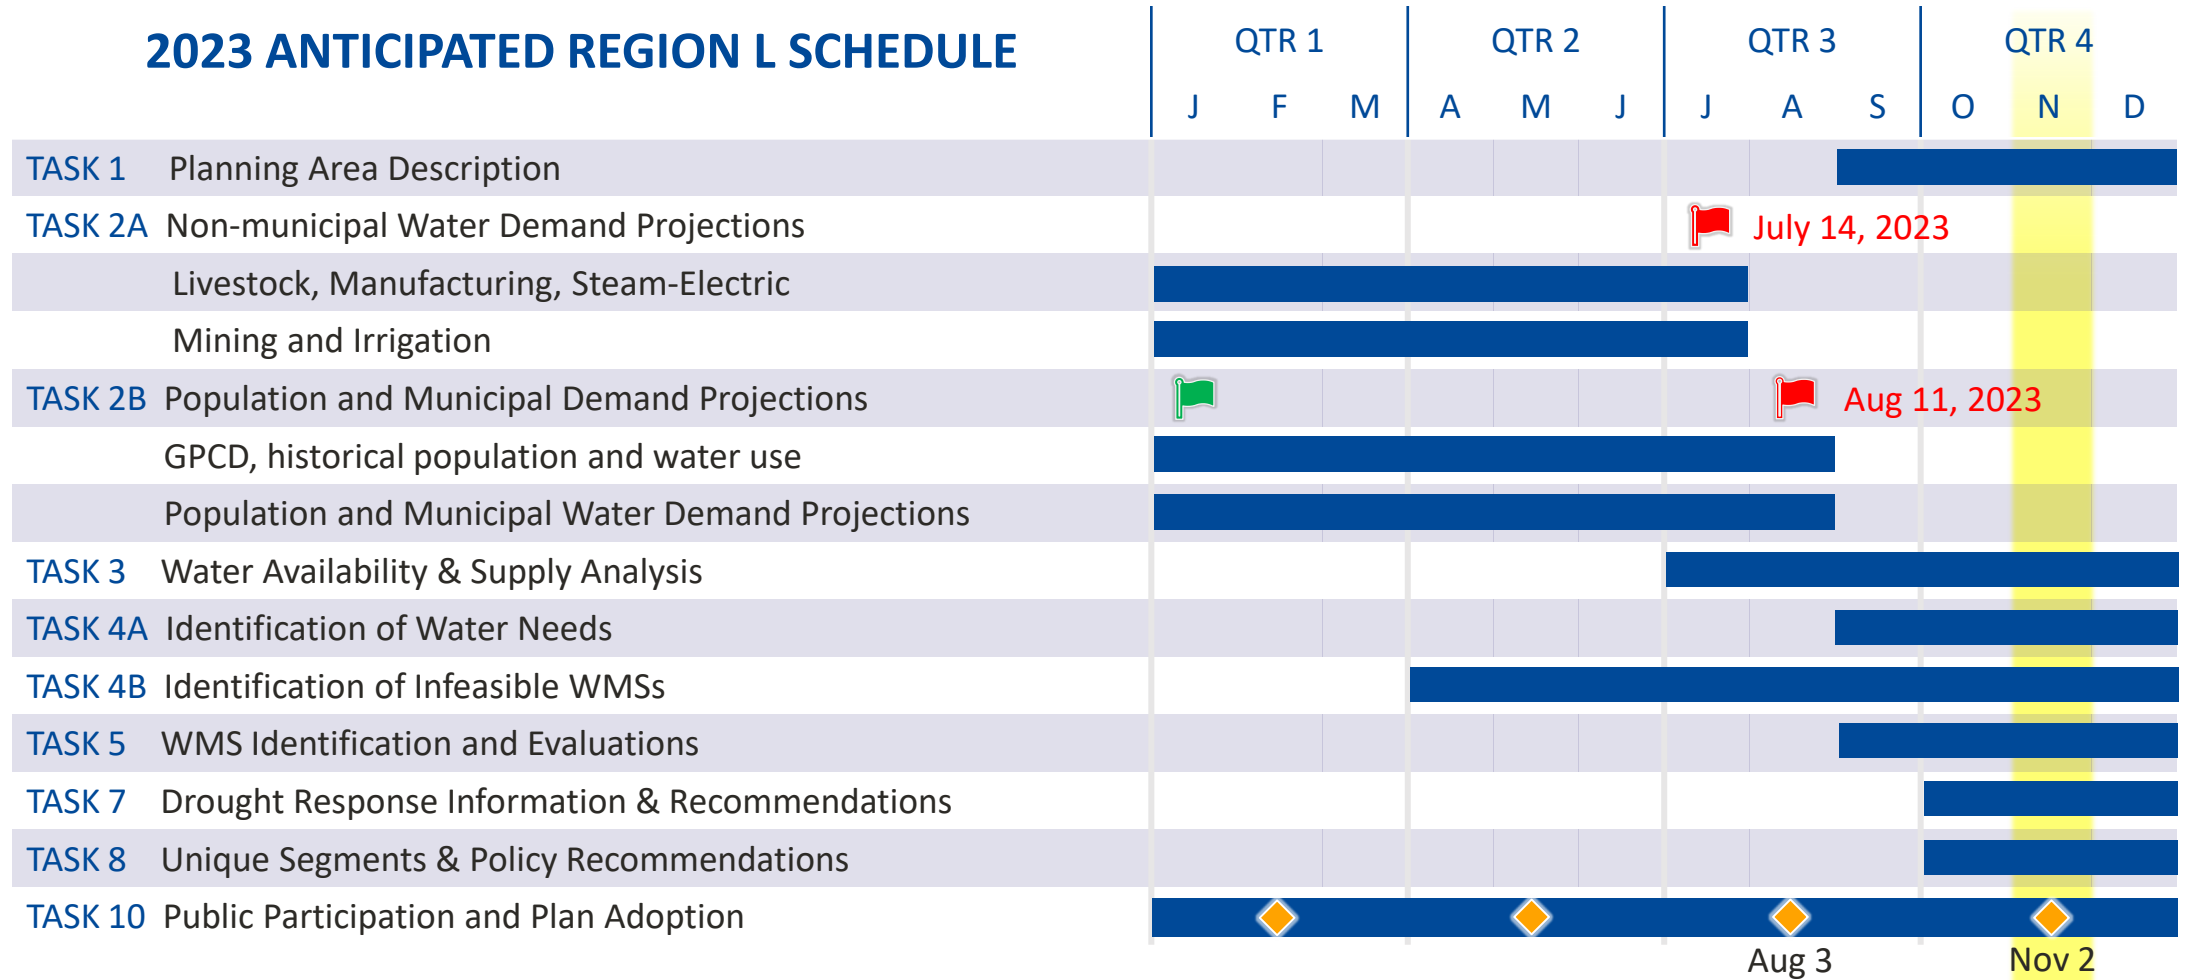 2023 ANTICIPATED REGION L SCHEDULE
QTR 1 QTR 2 QTR 3 QTR 4
J F M A M J J A S O N D
TASK 1 Planning Area Description
TASK 2A Non-municipal Water Demand Projections July 14, 2023
Livestock, Manufacturing, Steam-Electric
Mining and Irrigation
TASK 2B Population and Municipal Demand Projections Aug 11, 2023
GPCD, historical population and water use
Population and Municipal Water Demand Projections
TASK 3 Water Availability & Supply Analysis
TASK 4A Identification of Water Needs
TASK 4B Identification of Infeasible WMSs
TASK 5 WMS Identification and Evaluations
TASK 7 Drought Response Information & Recommendations
TASK 8 Unique Segments & Policy Recommendations
TASK 10 Public Participation and Plan Adoption
Aug 3 Nov 2